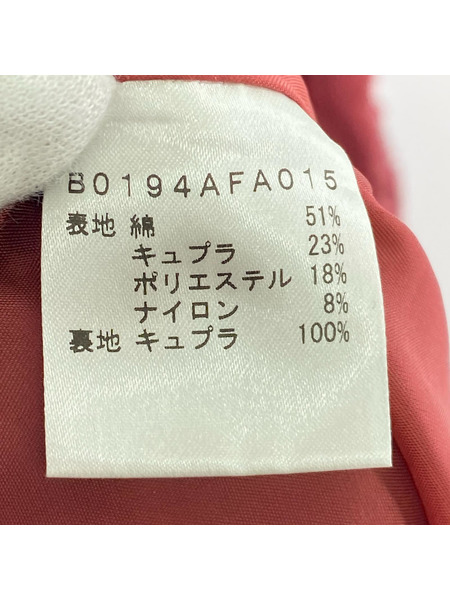 B0194AFA015
表地 綿 51%
キュプラ 23%
ポリエステル 18%
ナイロン 8%
裏地 キュプラ 100%